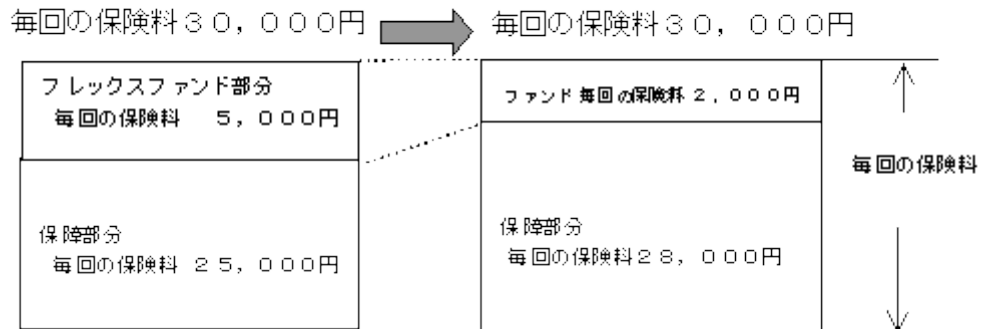 毎回の保険料３０，０００円
毎回の保険料３０，０００円
フレックスファンド部分
毎回の保険料　５，０００円
保障部分
毎回の保険料 ２５，０００円
ファンド毎回の保険料 ２，０００円
保障部分
毎回の保険料２８，０００円
毎回の保険料